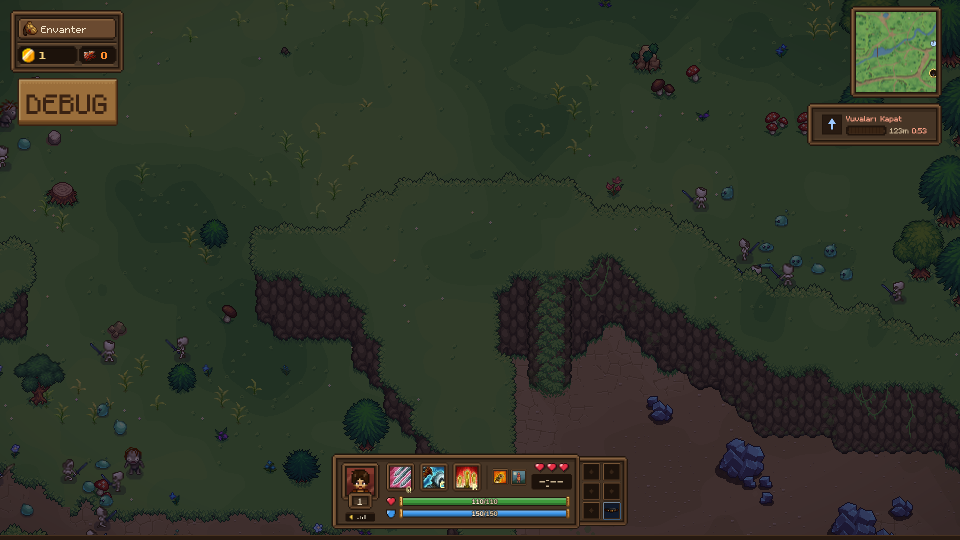 Envanter
1
0
DEBUG
Yuvaları Kapat
123m 0:53
1
110/110
150/150